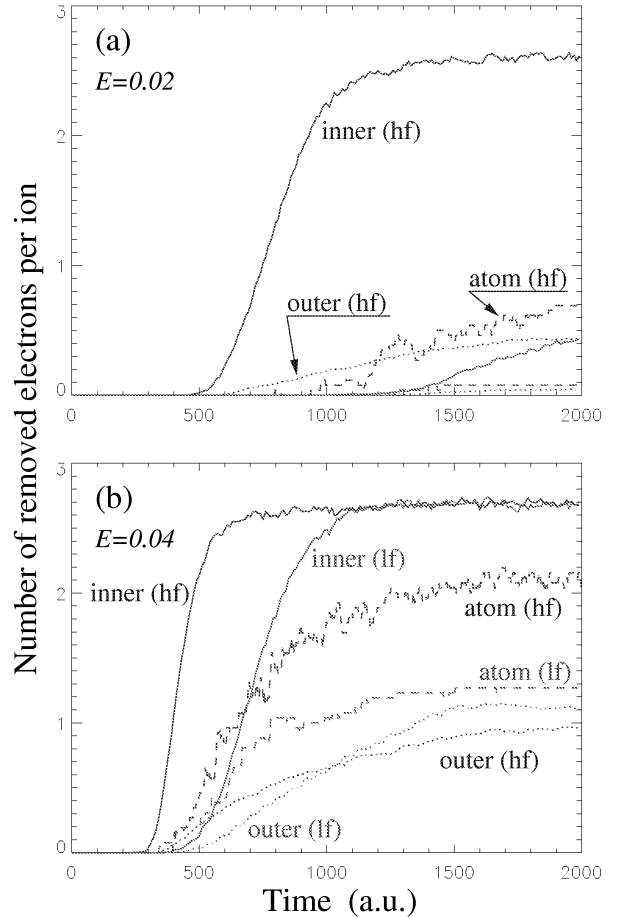 Number of removed electrons per ion
3
(a)
E=0.02
2
inner (hf)
1
atom (hf)
outer (hf)
0
0 500 1000 1500 2000
3
(b)
E=0.04
inner (lf)
inner (hf)
2
atom (hf)
atom (lf)
1
outer (hf)
outer (lf)
0
0 500 1000 1500 2000
Time (a.u.)